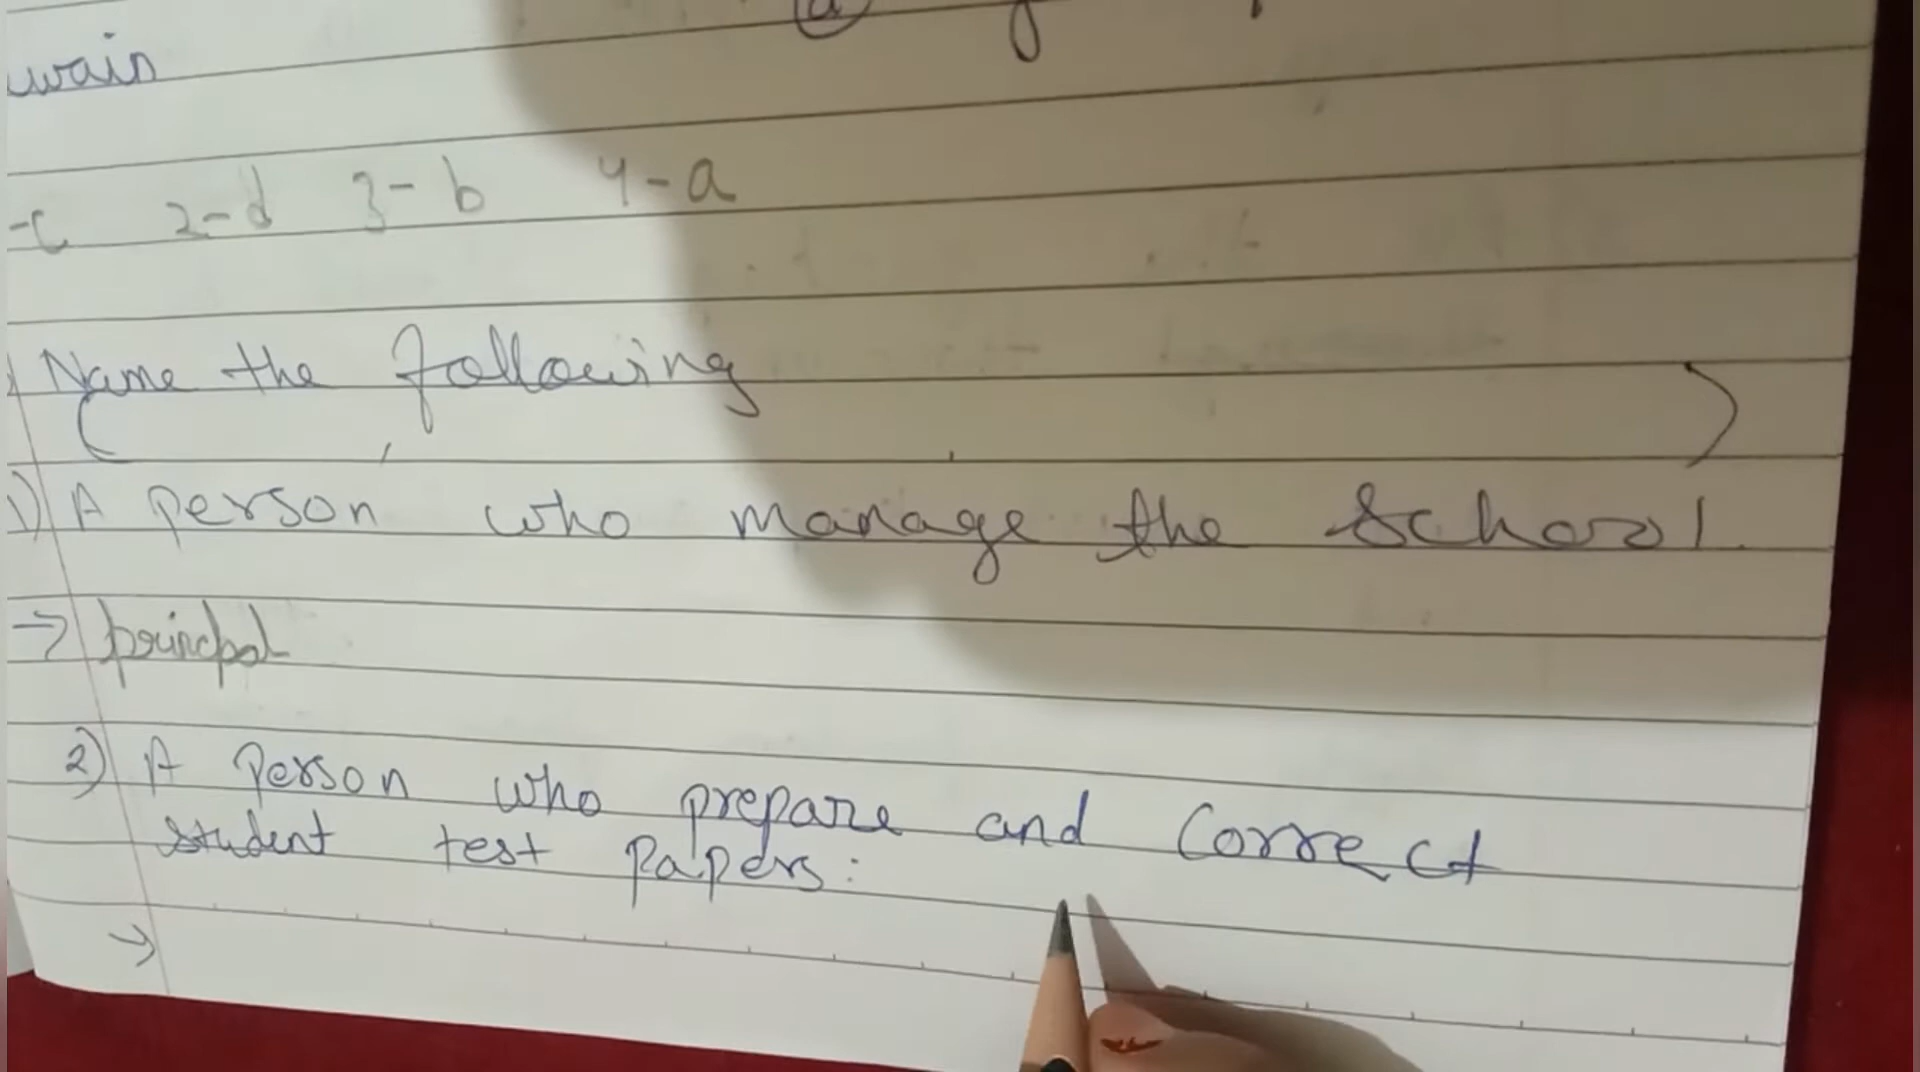 wain
-c 2-d 3-b 4-a
Name the following
( , , )
1) A person who manage the School.
→ principal
2) A person who prepare and Correct
student test papers:
→